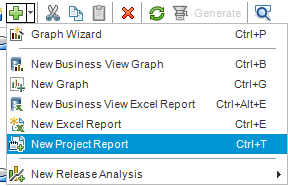 Generate
Graph Wizard Ctrl+P
New Business View Graph Ctrl+B
New Graph Ctrl+G
New Business View Excel Report Ctrl+Alt+E
New Excel Report Ctrl+E
New Project Report Ctrl+T
New Release Analysis